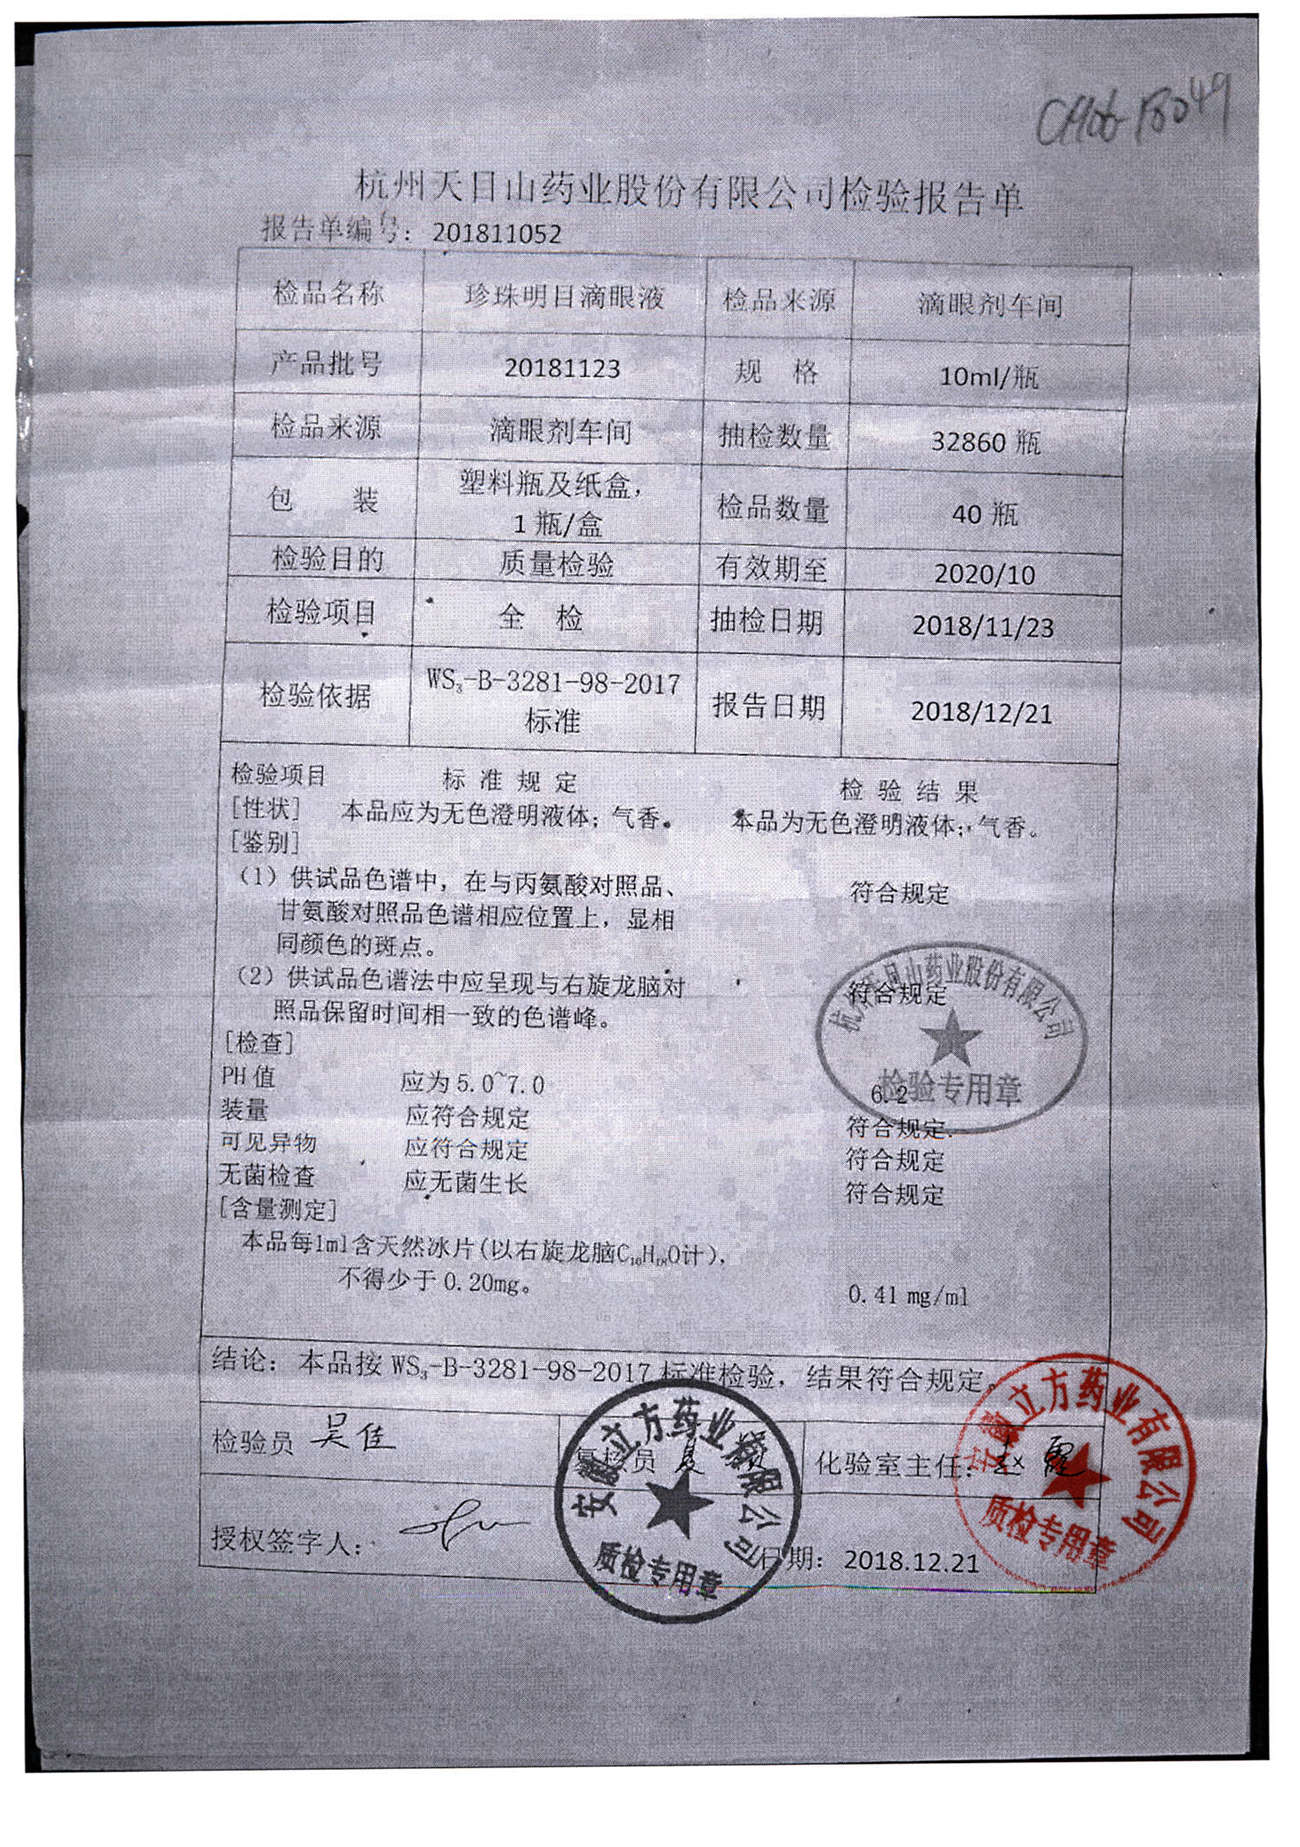 杭州天目山药业股份有限公司检验报告单
报告单编号：201811052
检品名称 珍珠明目滴眼液 检品来源 滴眼剂车间
产品批号 20181123 规 格 10ml/瓶
检品来源 滴眼剂车间 抽检数量 32860 瓶
包 装 塑料瓶及纸盒，
1 瓶/盒 检品数量 40 瓶
检验目的 质量检验 有效期至 2020/10
检验项目 全 检 抽检日期 2018/11/23
检验依据 WS₃-B-3281-98-2017
标准 报告日期 2018/12/21
检验项目 标 准 规 定 检 验 结 果
[性状] 本品应为无色澄明液体；气香。 本品为无色澄明液体；气香。
[鉴别]
（1）供试品色谱中，在与丙氨酸对照品、 符合规定
甘氨酸对照品色谱相应位置上，显相
同颜色的斑点。
（2）供试品色谱法中应呈现与右旋龙脑对 符合规定
照品保留时间相一致的色谱峰。
[检查]
PH 值 应为 5.0~7.0 6.2
装量 应符合规定 符合规定
可见异物 应符合规定 符合规定
无菌检查 应无菌生长 符合规定
[含量测定]
本品每1ml含天然冰片(以右旋龙脑C₁₀H₁₈O计)，
不得少于 0.20mg。 0.41 mg/ml
杭州天目山药业股份有限公司
检验专用章
结论：本品按 WS₃-B-3281-98-2017 标准检验，结果符合规定
检验员 吴佳 复核员 夏 化验室主任： 赵霞
授权签字人： 日期：2018.12.21
安徽立方药业有限公司
质检专用章
安徽立方药业有限公司
质检专用章